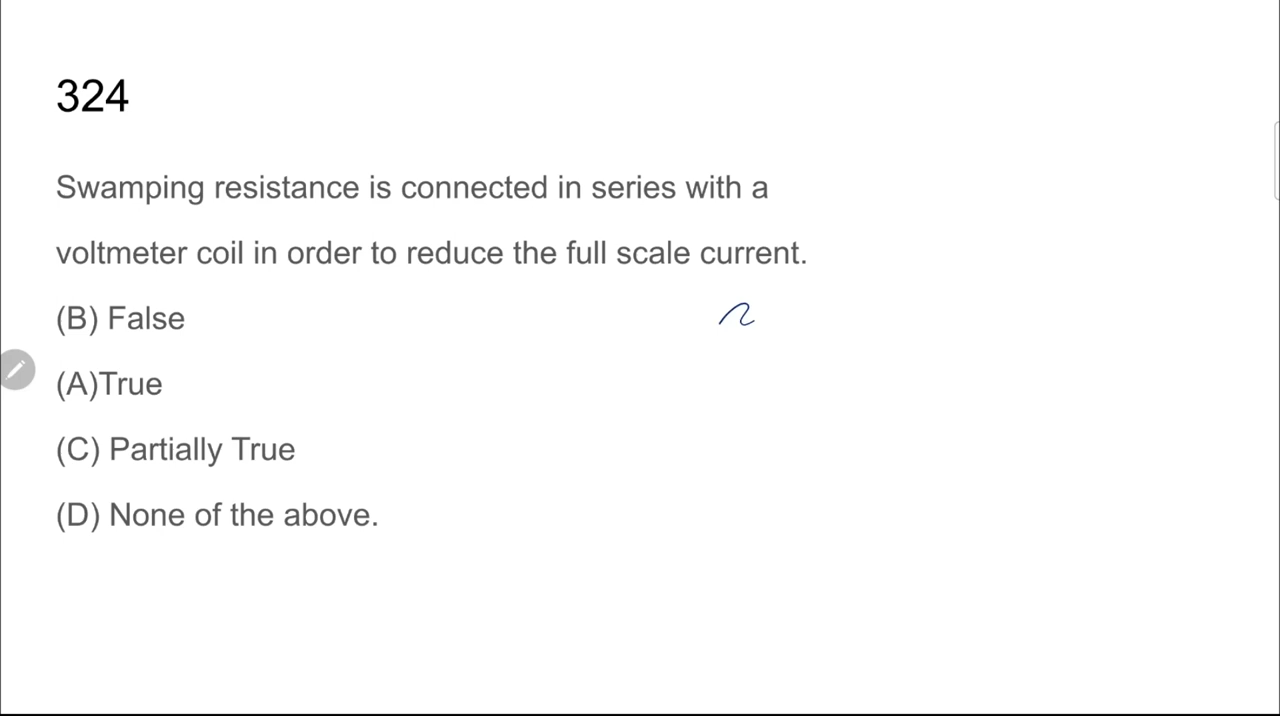 324
Swamping resistance is connected in series with a
voltmeter coil in order to reduce the full scale current.
(B) False
(A)True
(C) Partially True
(D) None of the above.